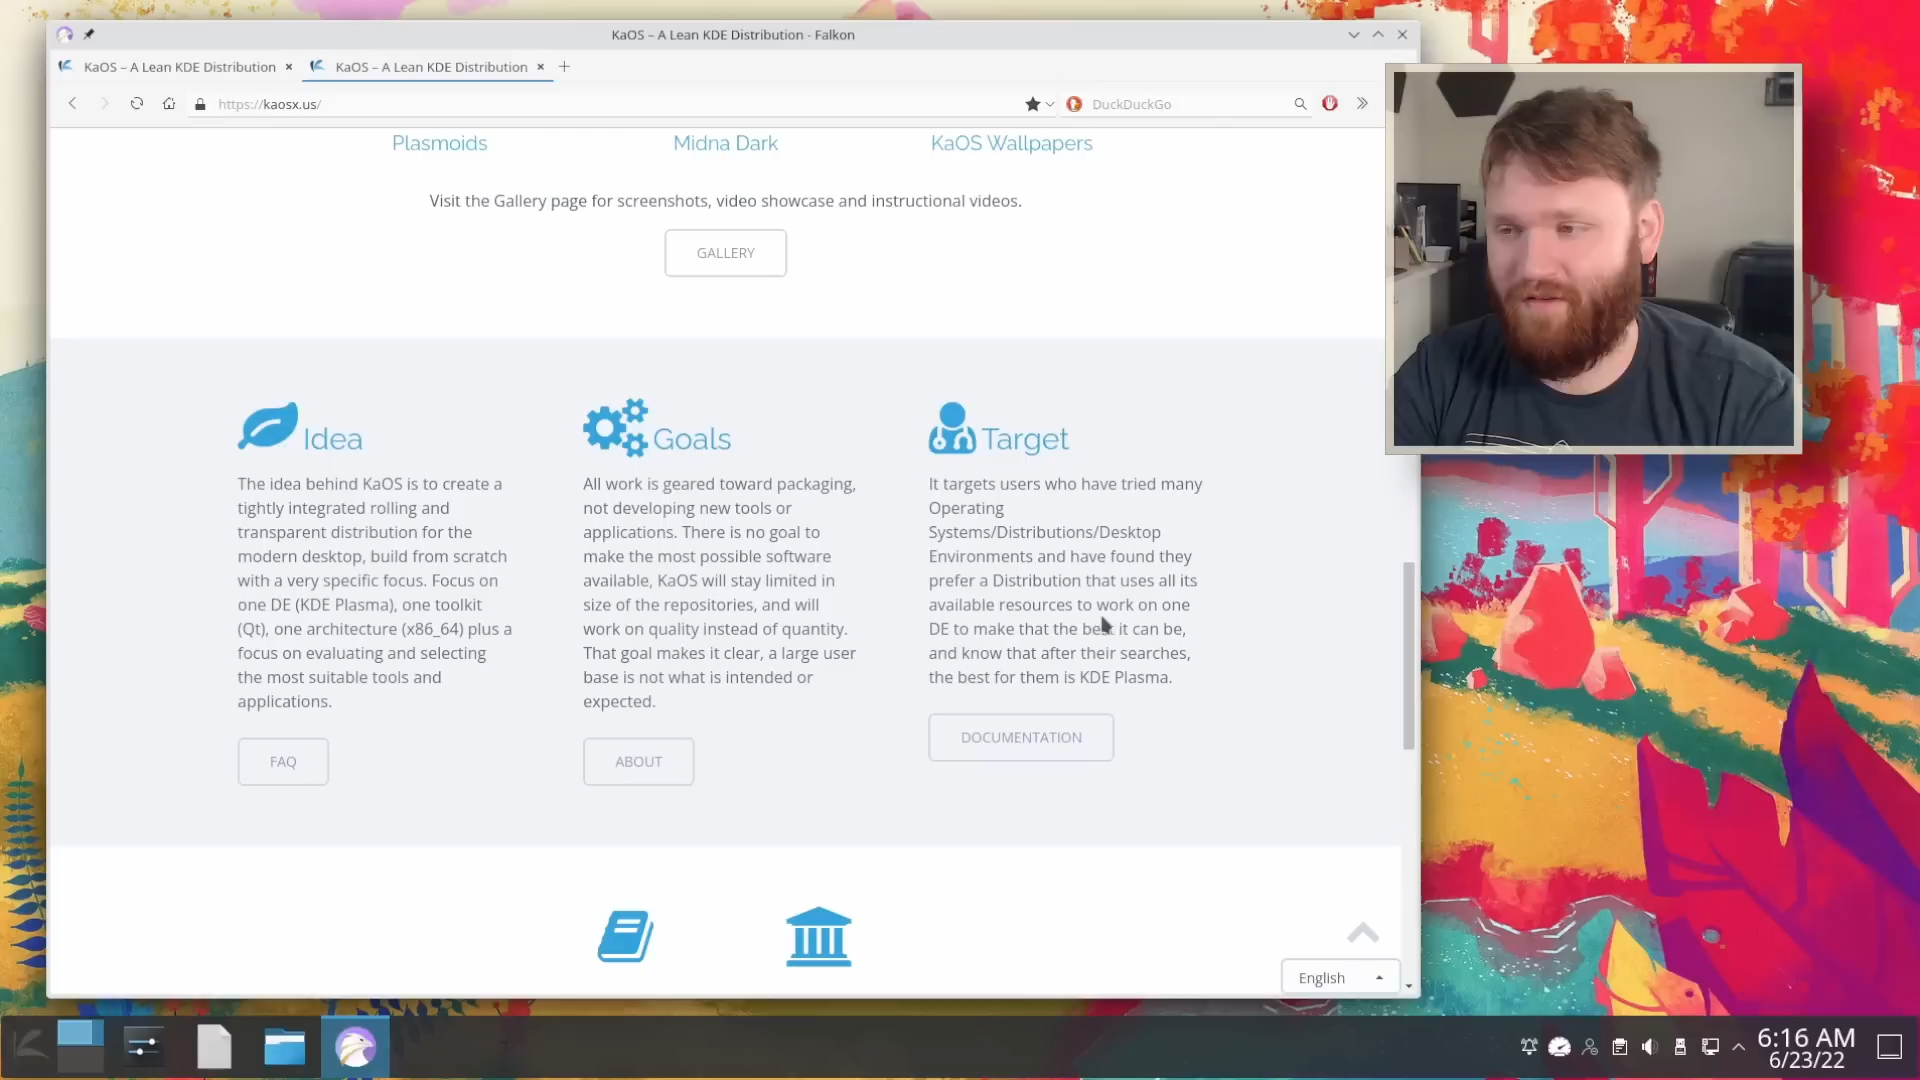 KaOS – A Lean KDE Distribution - Falkon
KaOS – A Lean KDE Distribution
KaOS – A Lean KDE Distribution
https://kaosx.us/
DuckDuckGo
Plasmoids
Midna Dark
KaOS Wallpapers
Visit the Gallery page for screenshots, video showcase and instructional videos.
GALLERY
Idea
The idea behind KaOS is to create a
tightly integrated rolling and
transparent distribution for the
modern desktop, build from scratch
with a very specific focus. Focus on
one DE (KDE Plasma), one toolkit
(Qt), one architecture (x86_64) plus a
focus on evaluating and selecting
the most suitable tools and
applications.
FAQ
Goals
All work is geared toward packaging,
not developing new tools or
applications. There is no goal to
make the most possible software
available, KaOS will stay limited in
size of the repositories, and will
work on quality instead of quantity.
That goal makes it clear, a large user
base is not what is intended or
expected.
ABOUT
Target
It targets users who have tried many
Operating
Systems/Distributions/Desktop
Environments and have found they
prefer a Distribution that uses all its
available resources to work on one
DE to make that the best it can be,
and know that after their searches,
the best for them is KDE Plasma.
DOCUMENTATION
English
6:16 AM
6/23/22